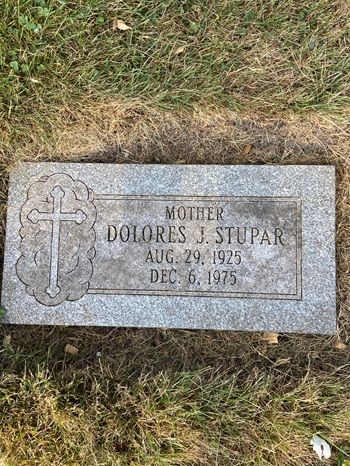 MOTHER
DOLORES J. STUPAR
AUG. 29, 1925
DEC. 6, 1975